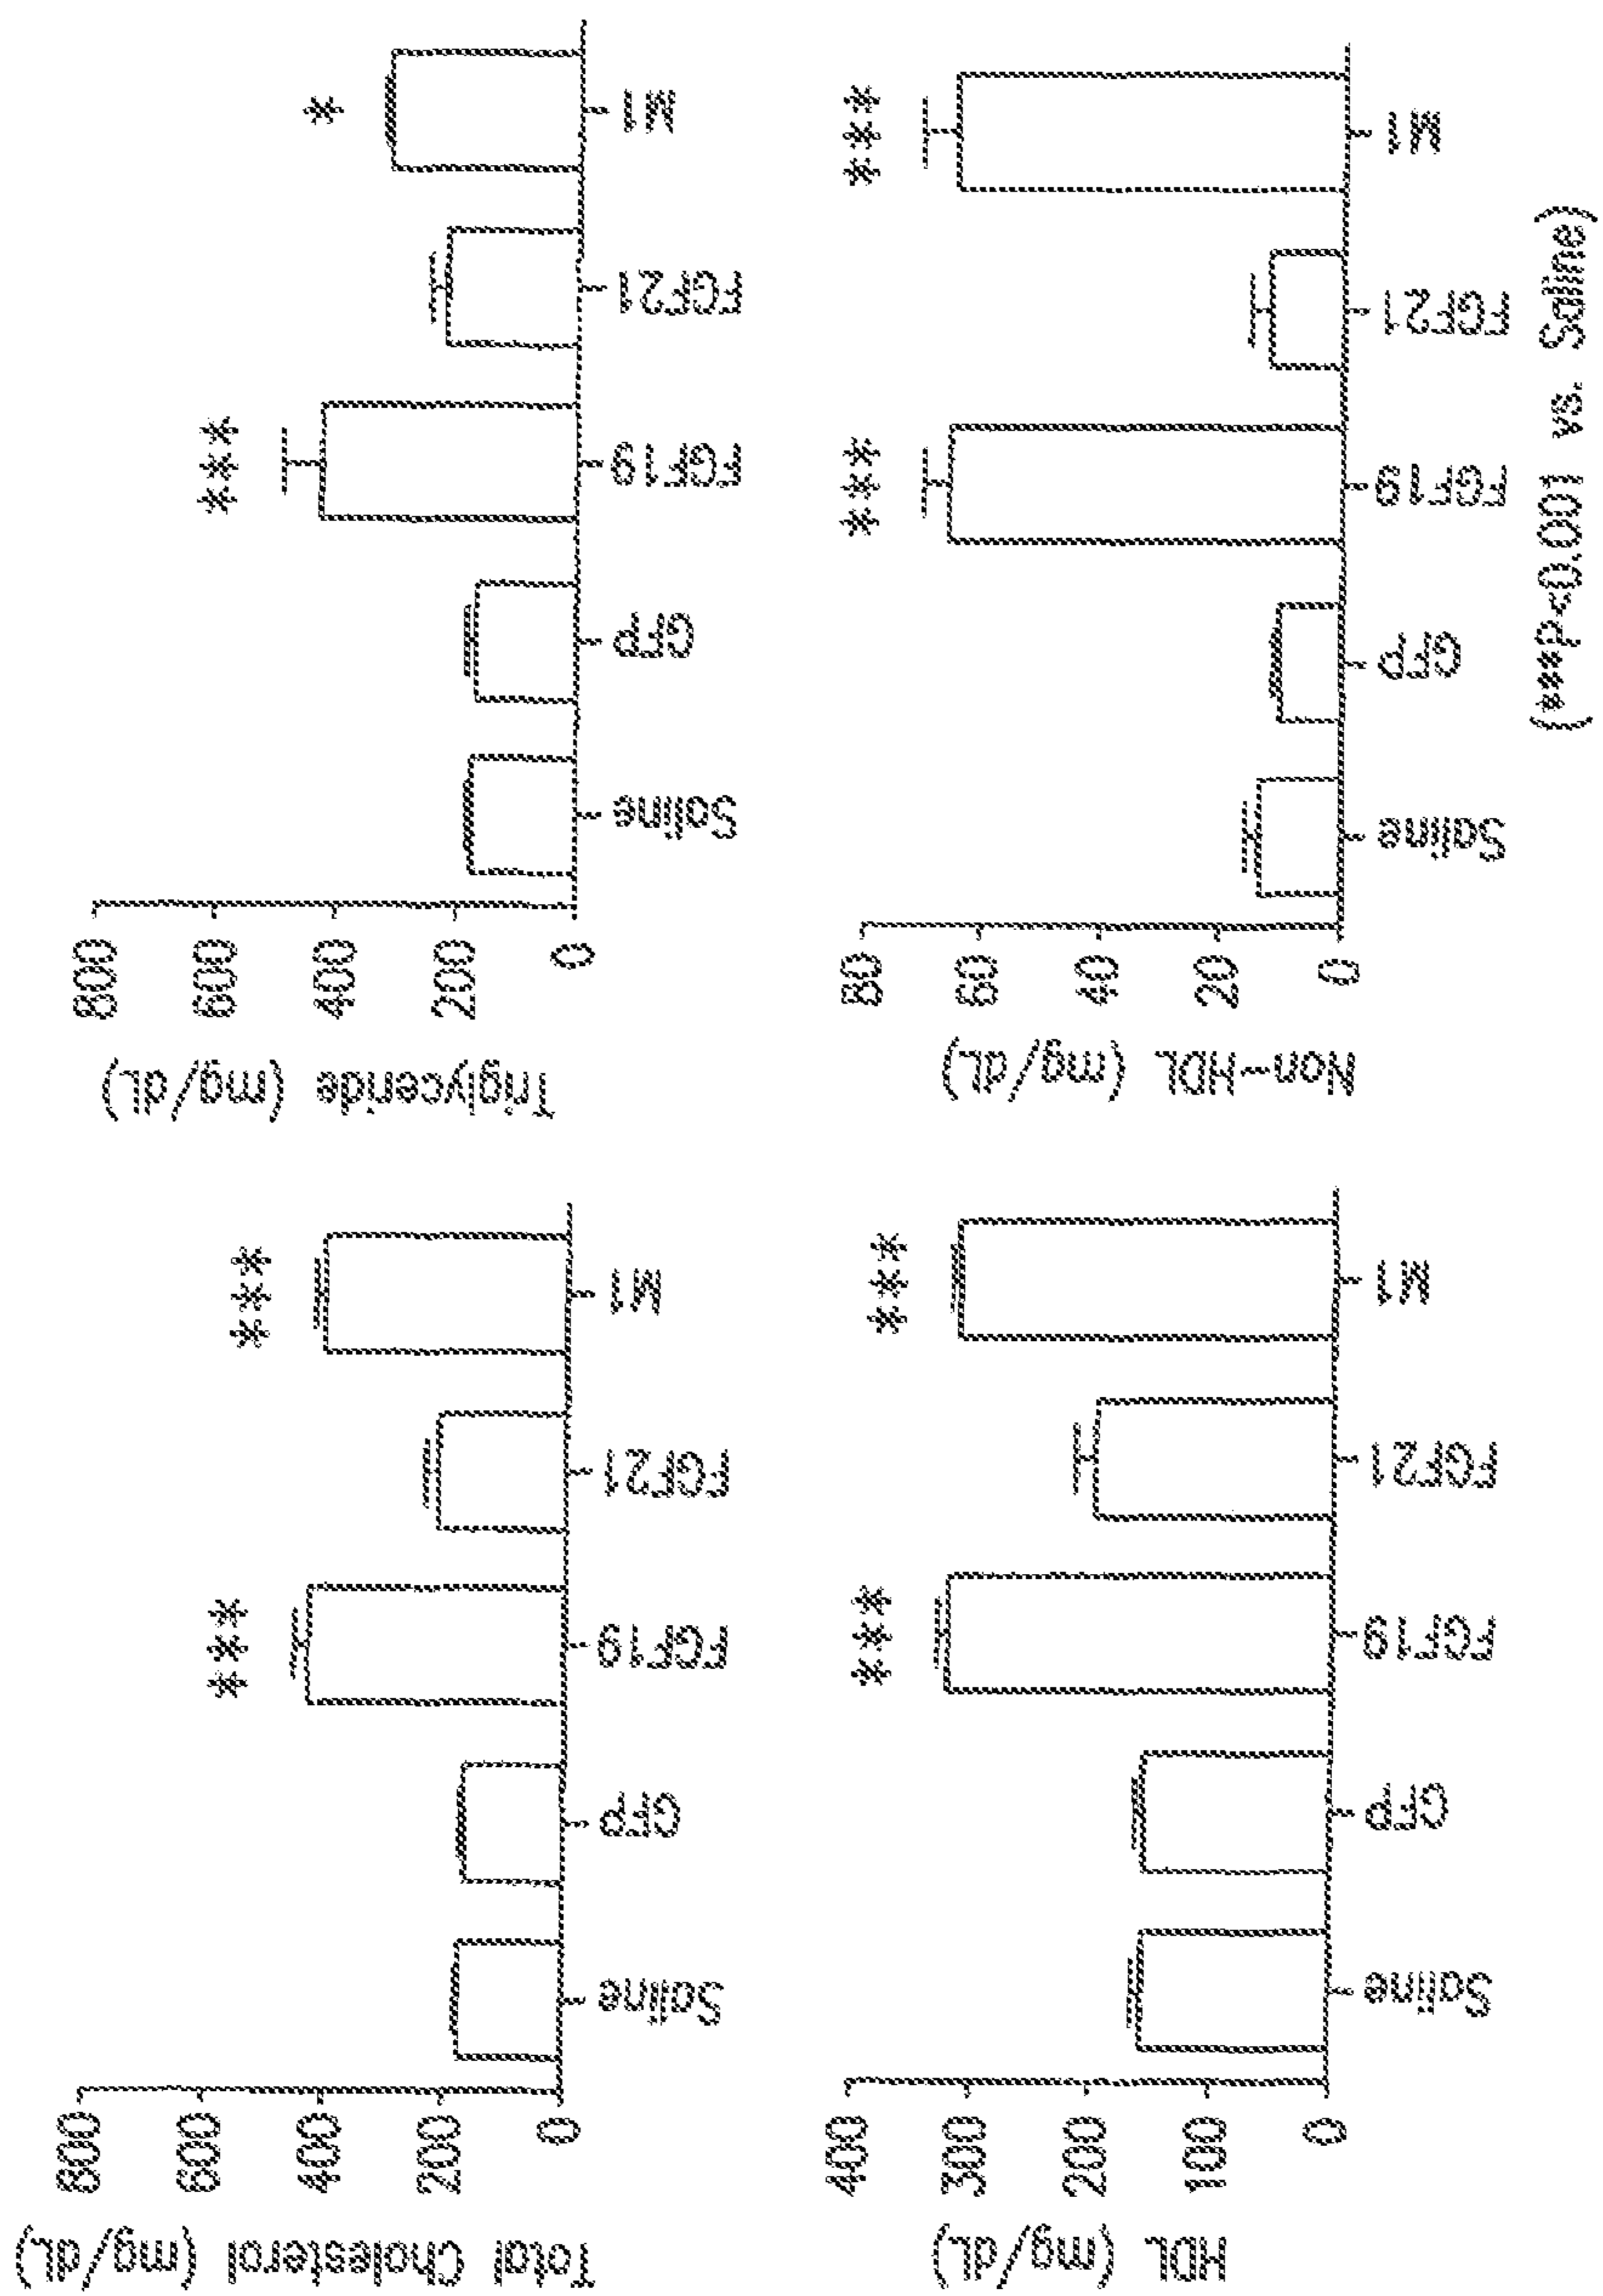 Total Cholesterol (mg/dL)
800
600
400
200
0
***
***
Saline
GFP
FGF19
FGF21
M1
Triglyceride (mg/dL)
800
600
400
200
0
***
*
Saline
GFP
FGF19
FGF21
M1
HDL (mg/dL)
400
300
200
100
0
***
***
Saline
GFP
FGF19
FGF21
M1
Non-HDL (mg/dL)
80
60
40
20
0
***
***
Saline
GFP
FGF19
FGF21
M1
(***P<0.001 vs. Saline)